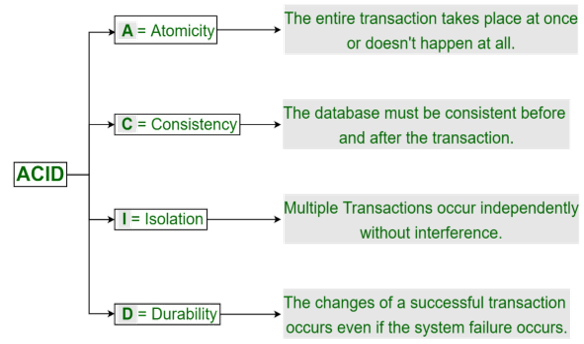 A = Atomicity
The entire transaction takes place at once
or doesn't happen at all.
C = Consistency
The database must be consistent before
and after the transaction.
ACID
I = Isolation
Multiple Transactions occur independently
without interference.
D = Durability
The changes of a successful transaction
occurs even if the system failure occurs.